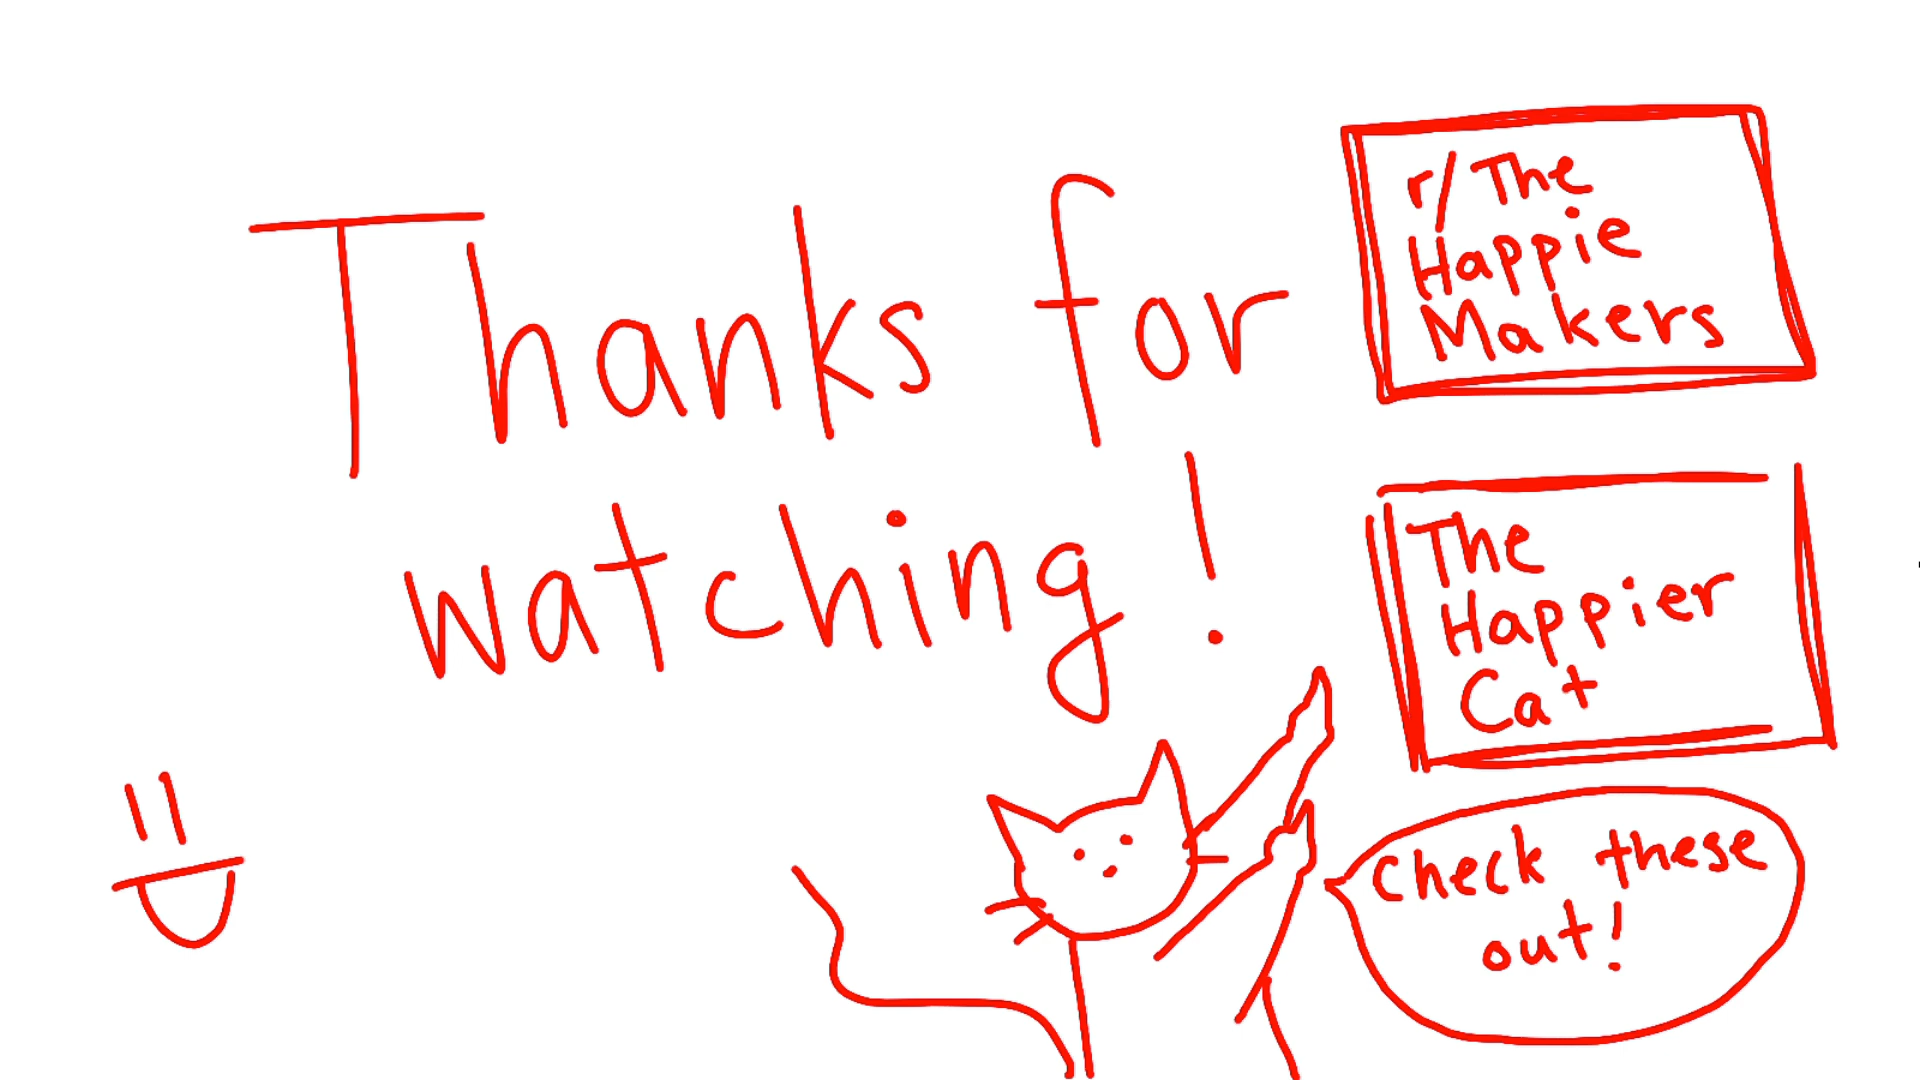 Thanks for
watching!
r/The
Happie
Makers
The
Happier
Cat
Check these
out!